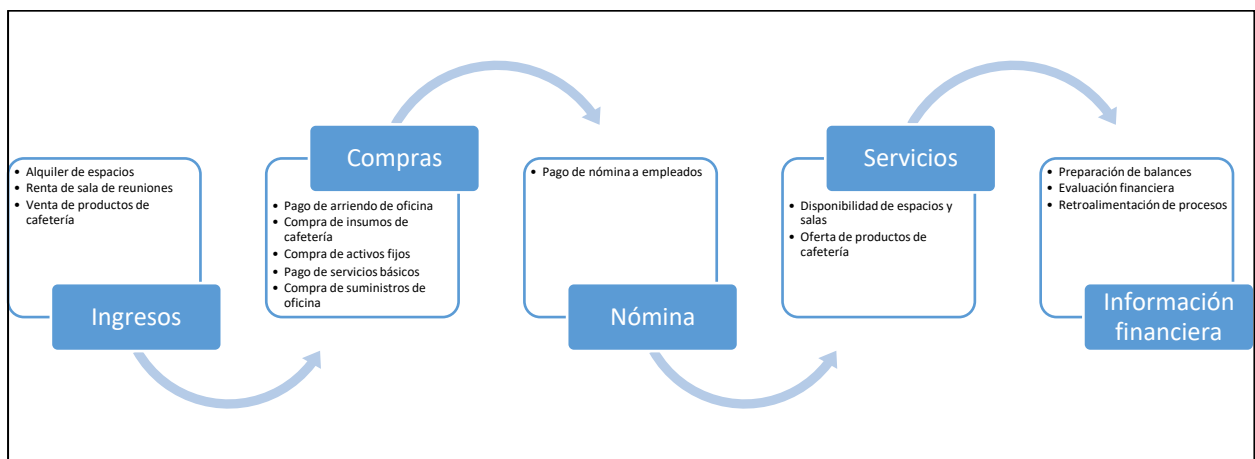 • Alquiler de espacios
• Renta de sala de reuniones
• Venta de productos de
cafetería
Ingresos
Compras
• Pago de arriendo de oficina
• Compra de insumos de
cafetería
• Compra de activos fijos
• Pago de servicios básicos
• Compra de suministros de
oficina
• Pago de nómina a empleados
Nómina
Servicios
• Disponibilidad de espacios y
salas
• Oferta de productos de
cafetería
• Preparación de balances
• Evaluación financiera
• Retroalimentación de procesos
Información
financiera